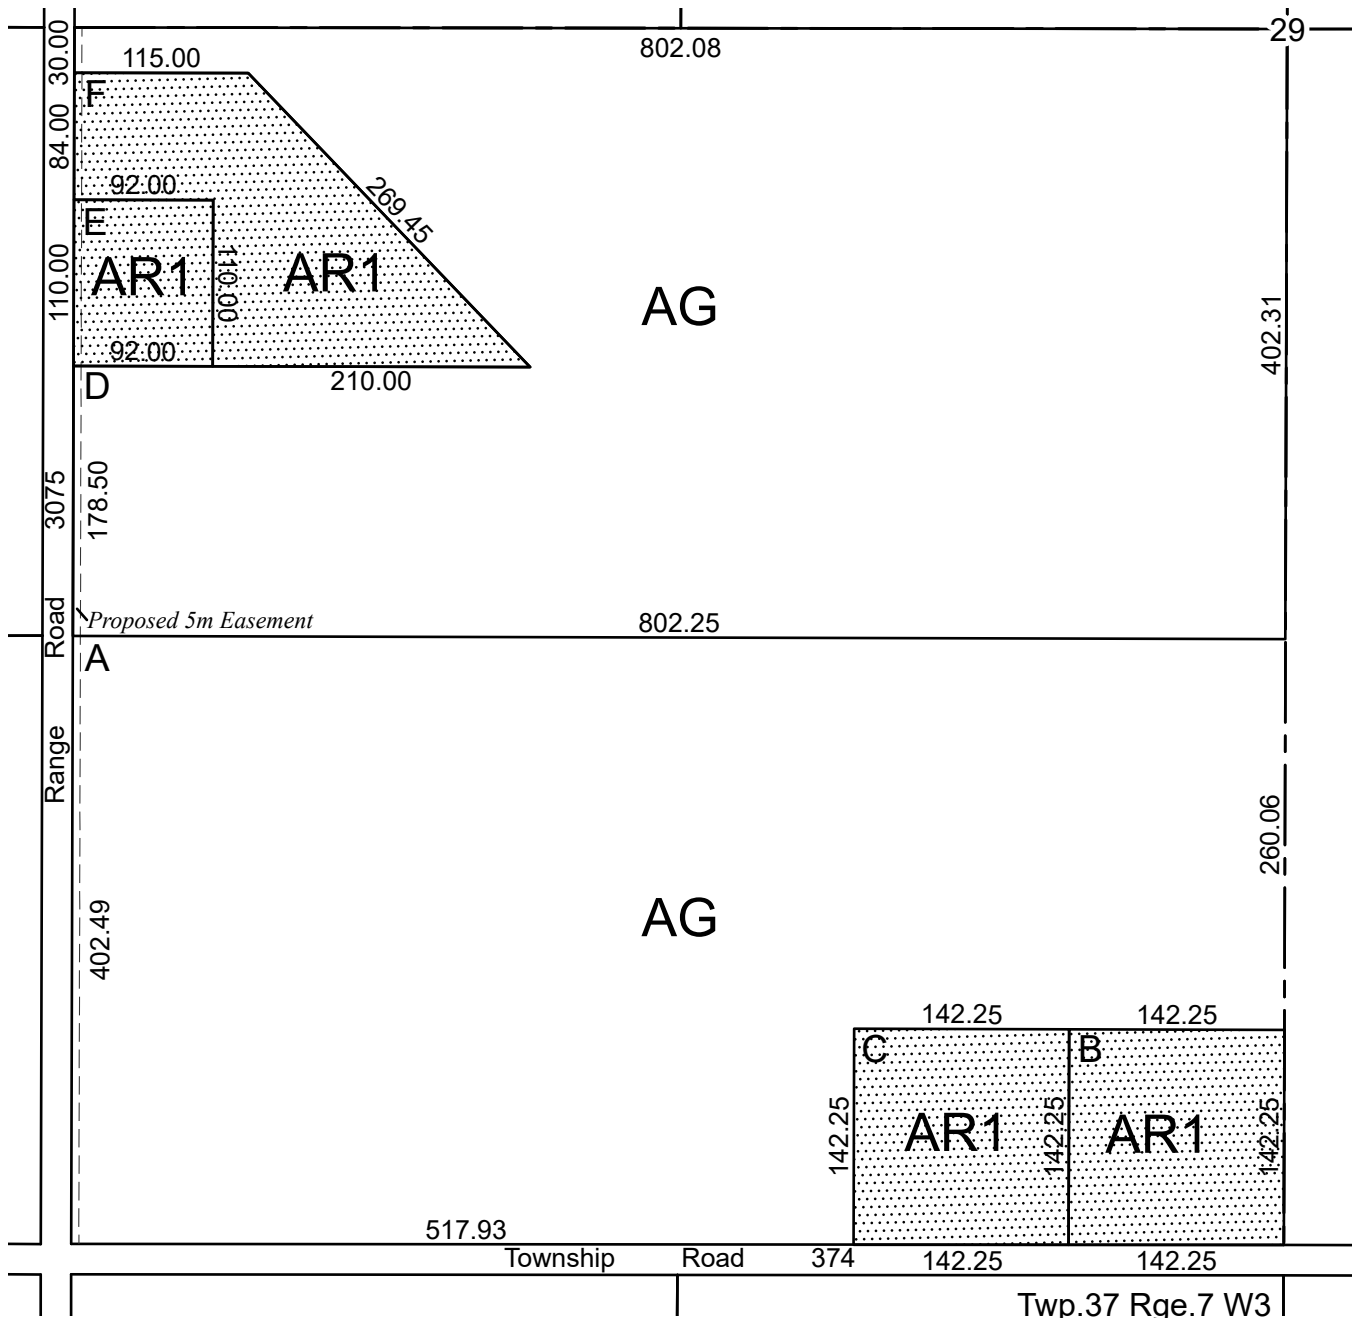 29
30.00
802.08
115.00
F
84.00
92.00
269.45
E
AR1
AR1
110.00
110.00
AG
402.31
92.00
210.00
D
178.50
Proposed 5m Easement
802.25
A
Range Road 3075
260.06
AG
402.49
142.25
142.25
C
B
142.25
AR1
142.25
AR1
142.25
517.93
Township Road 374
142.25
142.25
Twp.37 Rge.7 W3